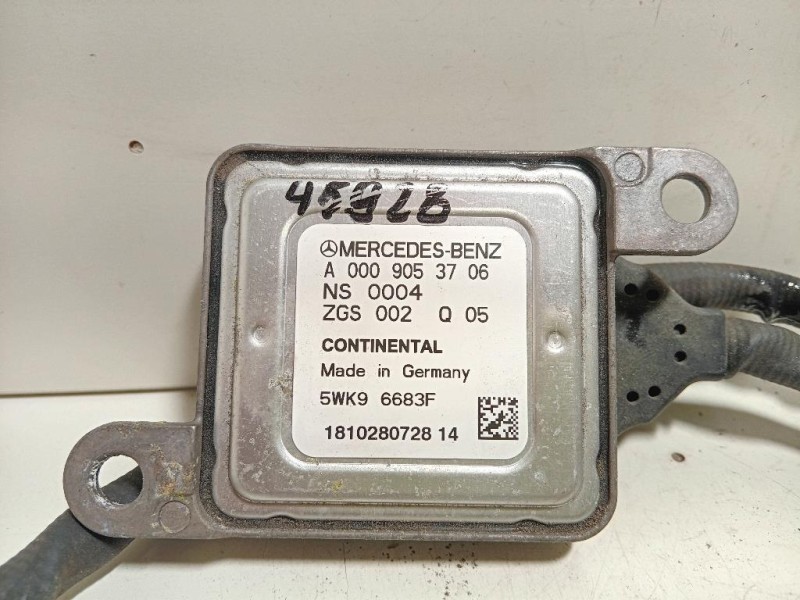 MERCEDES-BENZ
A 000 905 37 06
NS 0004
ZGS 002 Q 05
CONTINENTAL
Made in Germany
5WK9 6683F
1810280728 14